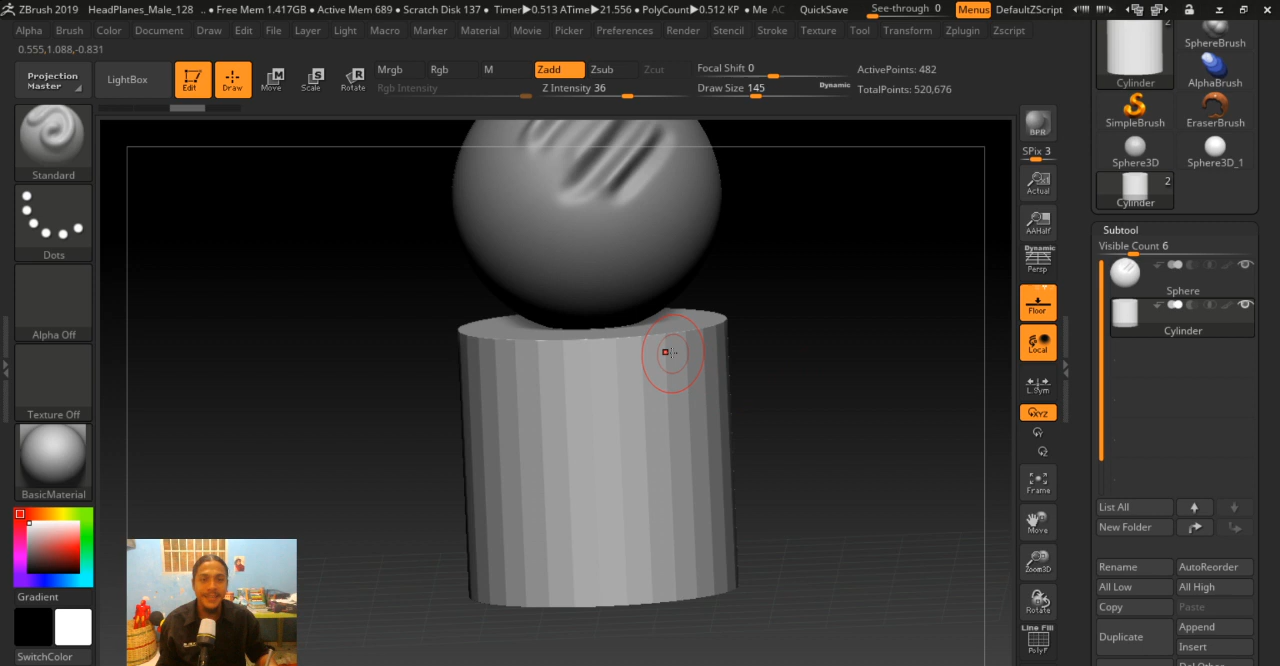 ZBrush 2019 HeadPlanes_Male_128 .. ● Free Mem 1.417GB ● Active Mem 689 ● Scratch Disk 137 ● Timer▶0.513 ATime▶21.556 ● PolyCount▶0.512 KP ● Me AC QuickSave See-through 0 Menus DefaultZScript
Alpha Brush Color Document Draw Edit File Layer Light Macro Marker Material Movie Picker Preferences Render Stencil Stroke Texture Tool Transform Zplugin Zscript
0.555,1.088,-0.831
Projection Master
LightBox
Edit
Draw
Move
Scale
Rotate
Mrgb Rgb M
Rgb Intensity
Zadd Zsub Zcut
Z Intensity 36
Focal Shift 0
Draw Size 145 Dynamic
ActivePoints: 482
TotalPoints: 520,676
Standard
Dots
Alpha Off
Texture Off
BasicMaterial
Gradient
SwitchColor
BPR
SPix 3
Actual
AAHalf
Dynamic
Persp
Floor
Local
L.Sym
XYZ
Y
Z
Frame
Move
Zoom3D
Rotate
Line Fill
PolyF
2
Cylinder
SphereBrush
AlphaBrush
SimpleBrush EraserBrush
Sphere3D Sphere3D_1
2
Cylinder
Subtool
Visible Count 6
Sphere
Cylinder
List All
New Folder
Rename AutoReorder
All Low All High
Copy Paste
Duplicate
Append
Insert
Del Other